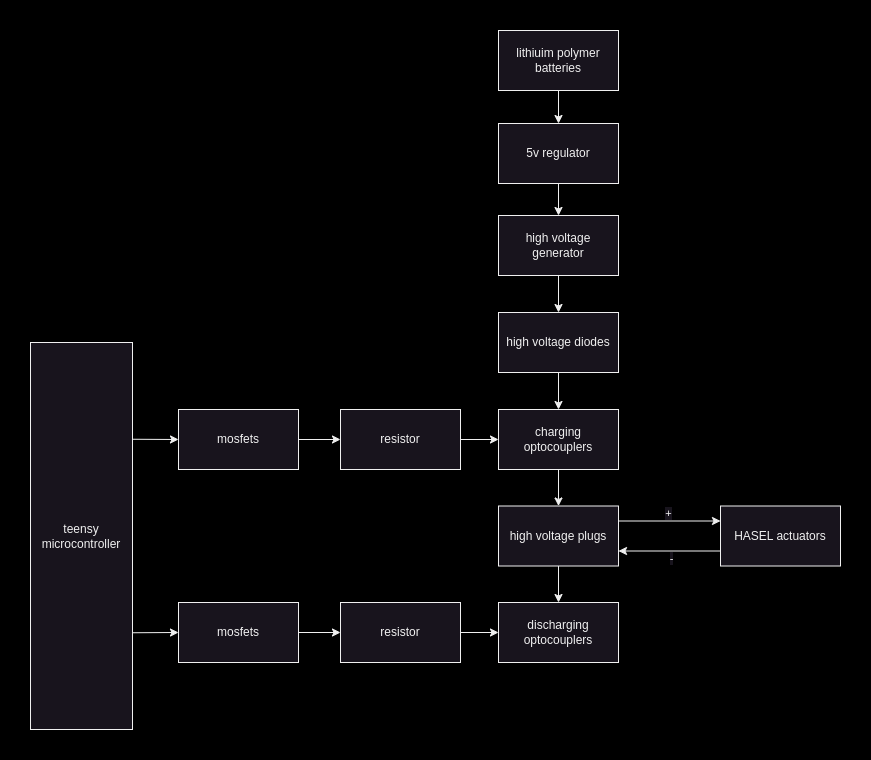 lithiuim polymer
batteries
5v regulator
high voltage
generator
high voltage diodes
mosfets
resistor
charging
optocouplers
teensy
microcontroller
high voltage plugs
+
-
HASEL actuators
mosfets
resistor
discharging
optocouplers